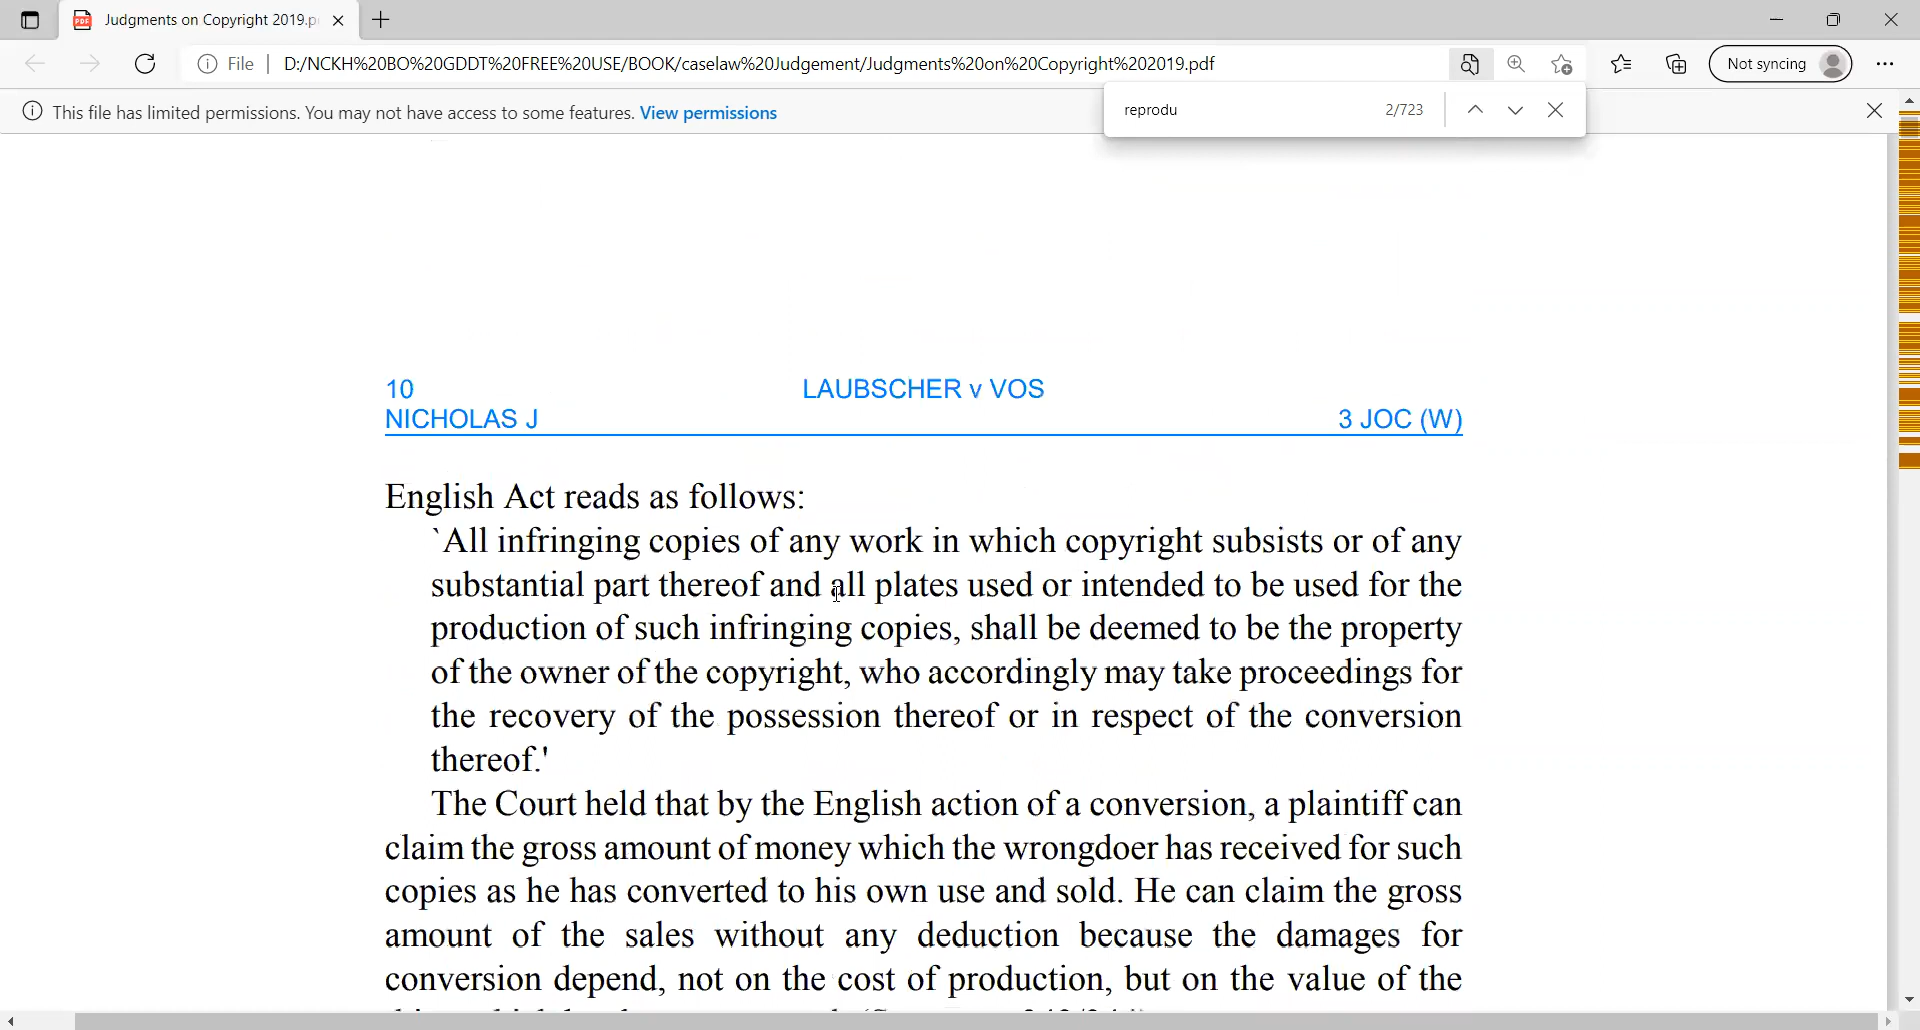 Judgments on Copyright 2019.p
File D:/NCKH%20BO%20GDDT%20FREE%20USE/BOOK/caselaw%20Judgement/Judgments%20on%20Copyright%202019.pdf
Not syncing
This file has limited permissions. You may not have access to some features. View permissions
reprodu 2/723
10 LAUBSCHER v VOS
NICHOLAS J 3 JOC (W)
English Act reads as follows:
`All infringing copies of any work in which copyright subsists or of any
substantial part thereof and all plates used or intended to be used for the
production of such infringing copies, shall be deemed to be the property
of the owner of the copyright, who accordingly may take proceedings for
the recovery of the possession thereof or in respect of the conversion
thereof.'
The Court held that by the English action of a conversion, a plaintiff can
claim the gross amount of money which the wrongdoer has received for such
copies as he has converted to his own use and sold. He can claim the gross
amount of the sales without any deduction because the damages for
conversion depend, not on the cost of production, but on the value of the